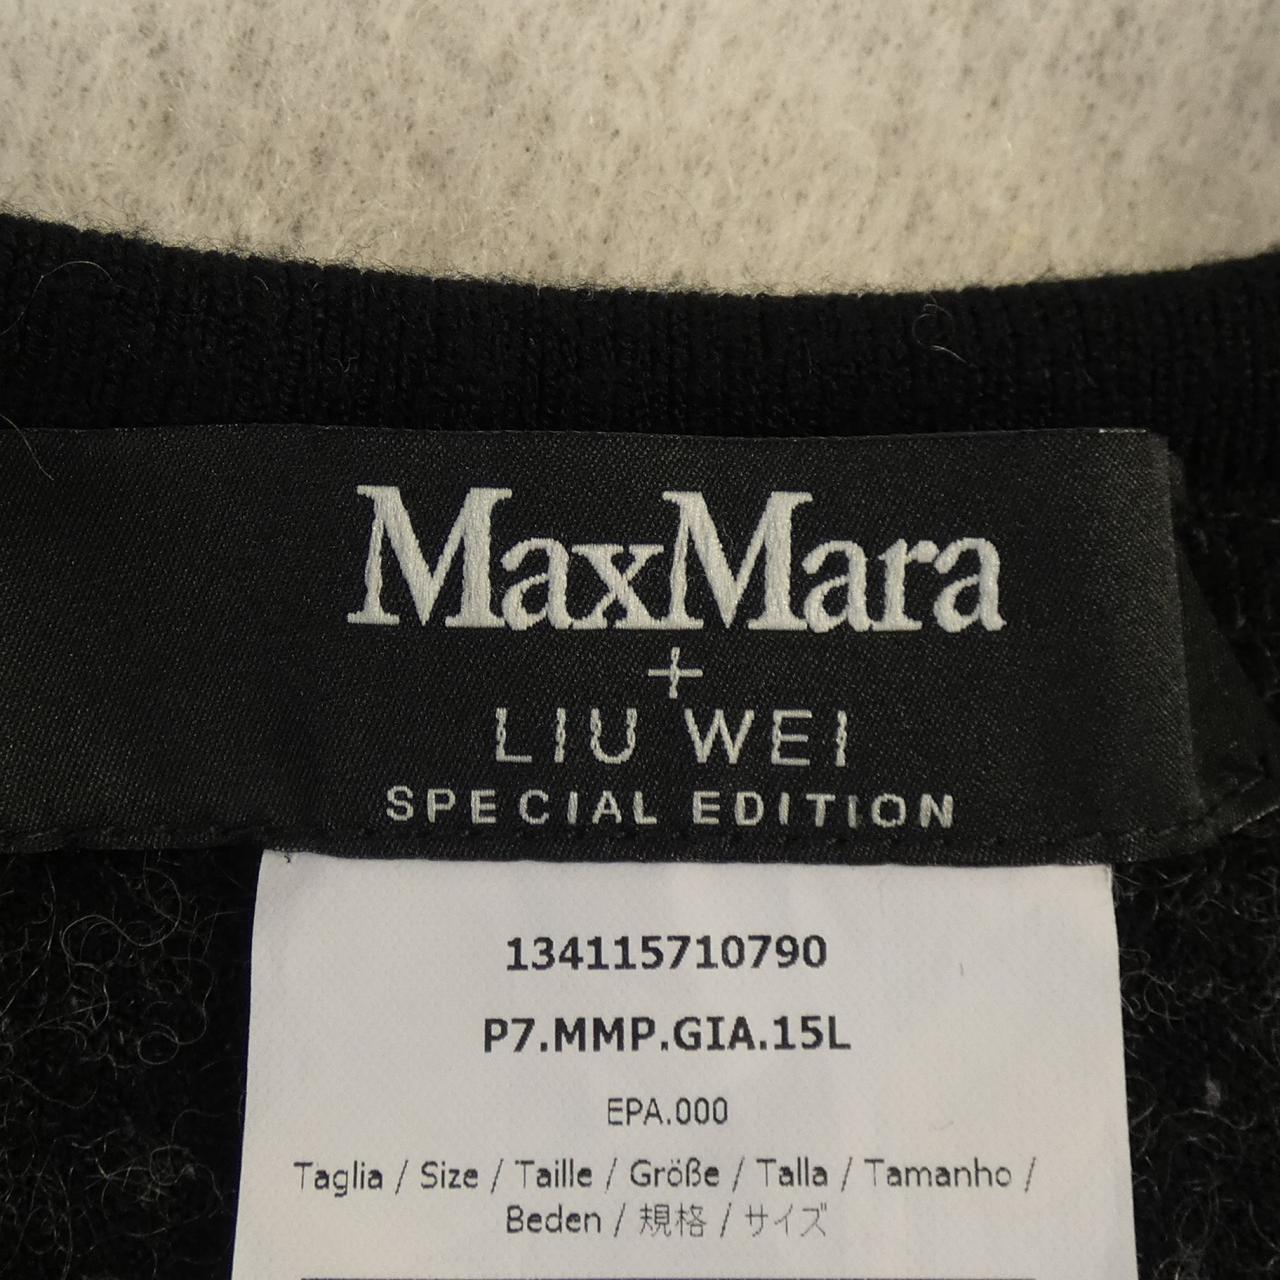 MaxMara
+
LIU WEI
SPECIAL EDITION
134115710790
P7.MMP.GIA.15L
EPA.000
Taglia / Size / Taille / Größe / Talla / Tamanho /
Beden / 規格 / サイズ